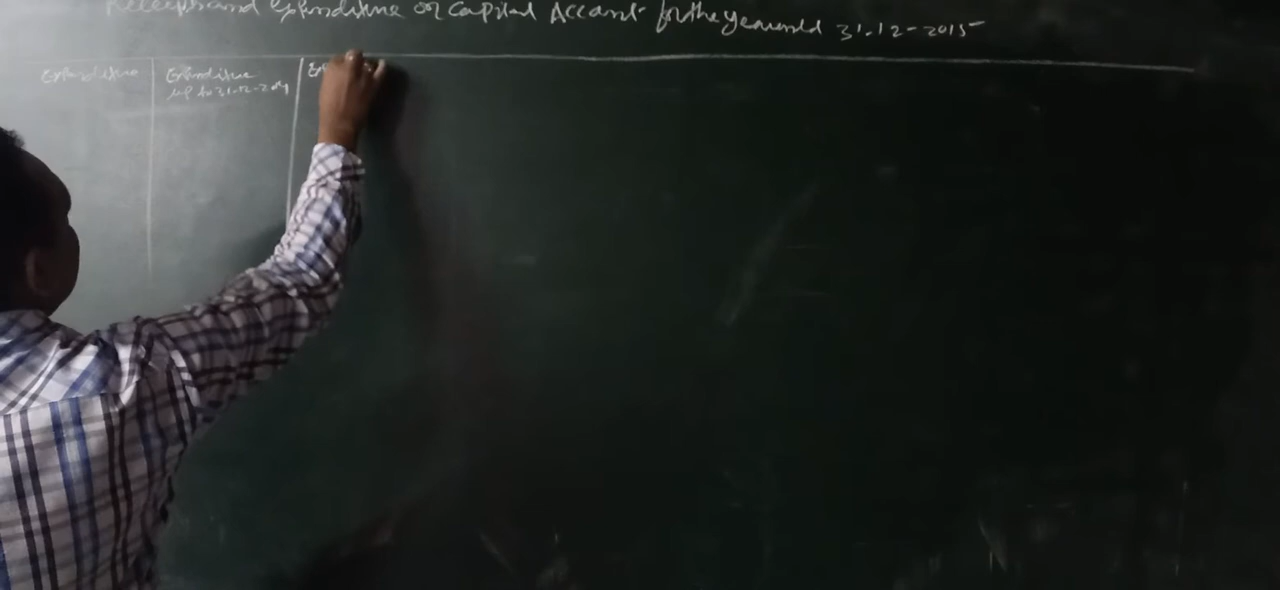 Receipts and Expenditure on Capital Account for the year ended 31-12-2015
Expenditure
Expenditure
up to 31-12-2014